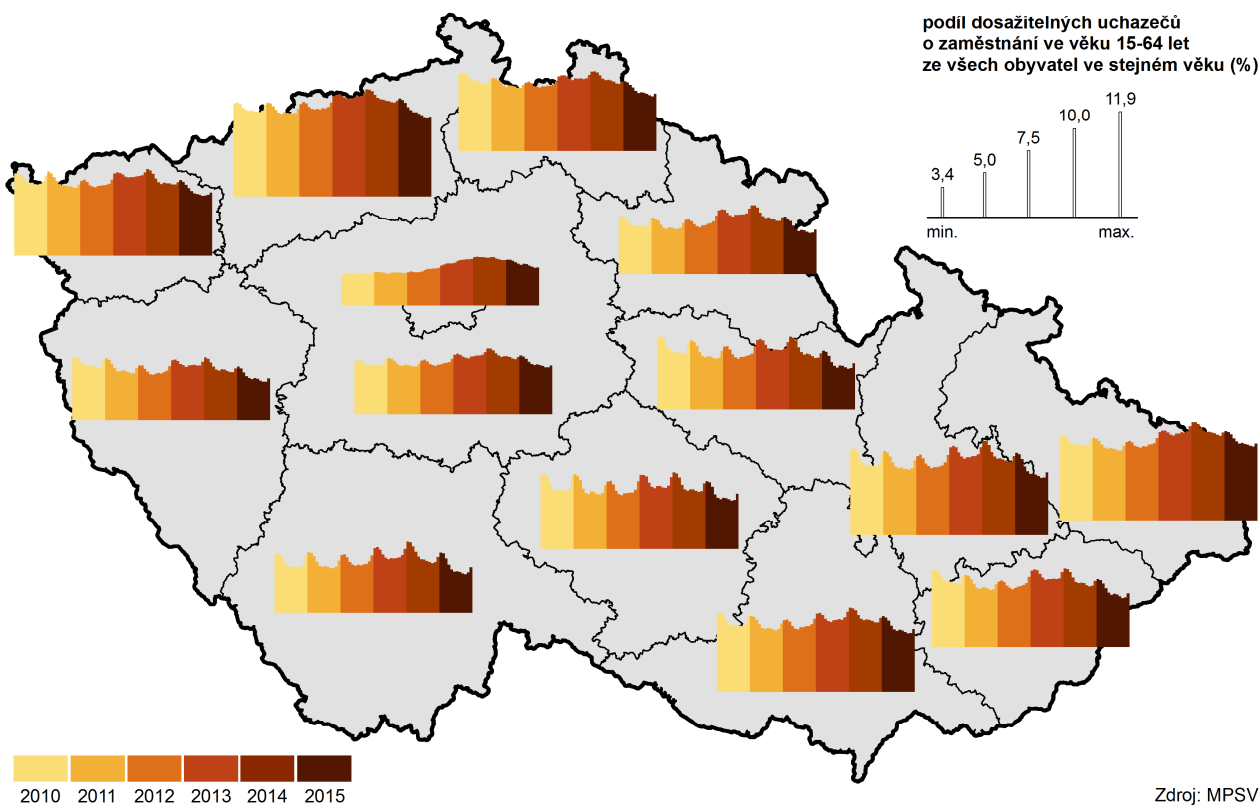 podíl dosažitelných uchazečů
o zaměstnání ve věku 15-64 let
ze všech obyvatel ve stejném věku (%)
3,4
5,0
7,5
10,0
11,9
min.
max.
2010
2011
2012
2013
2014
2015
Zdroj: MPSV